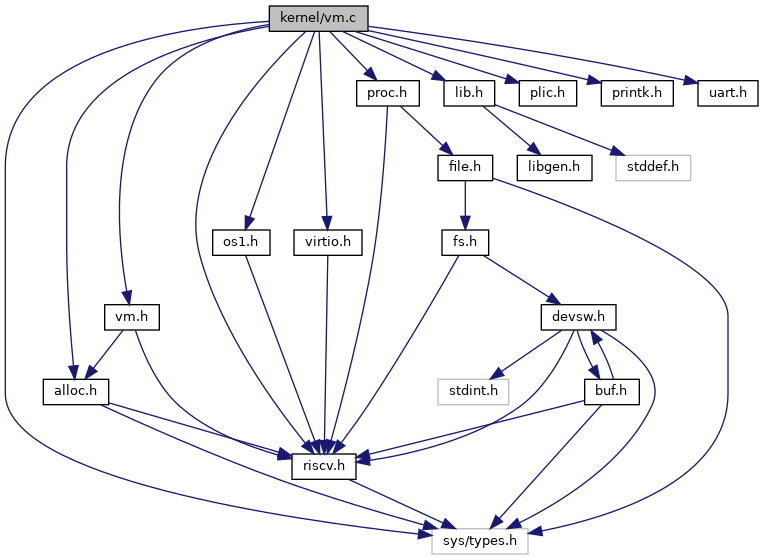 kernel/vm.c
proc.h
lib.h
plic.h
printk.h
uart.h
file.h
libgen.h
stddef.h
os1.h
virtio.h
fs.h
vm.h
devsw.h
alloc.h
stdint.h
buf.h
riscv.h
sys/types.h